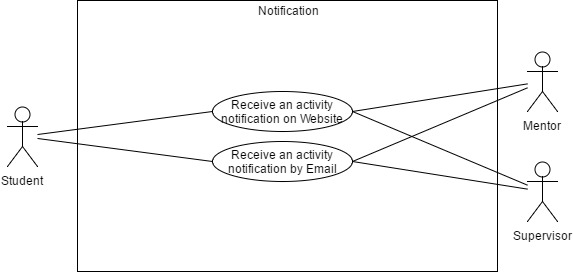 Notification
Receive an activity
notification on Website
Receive an activity
notification by Email
Student
Mentor
Supervisor